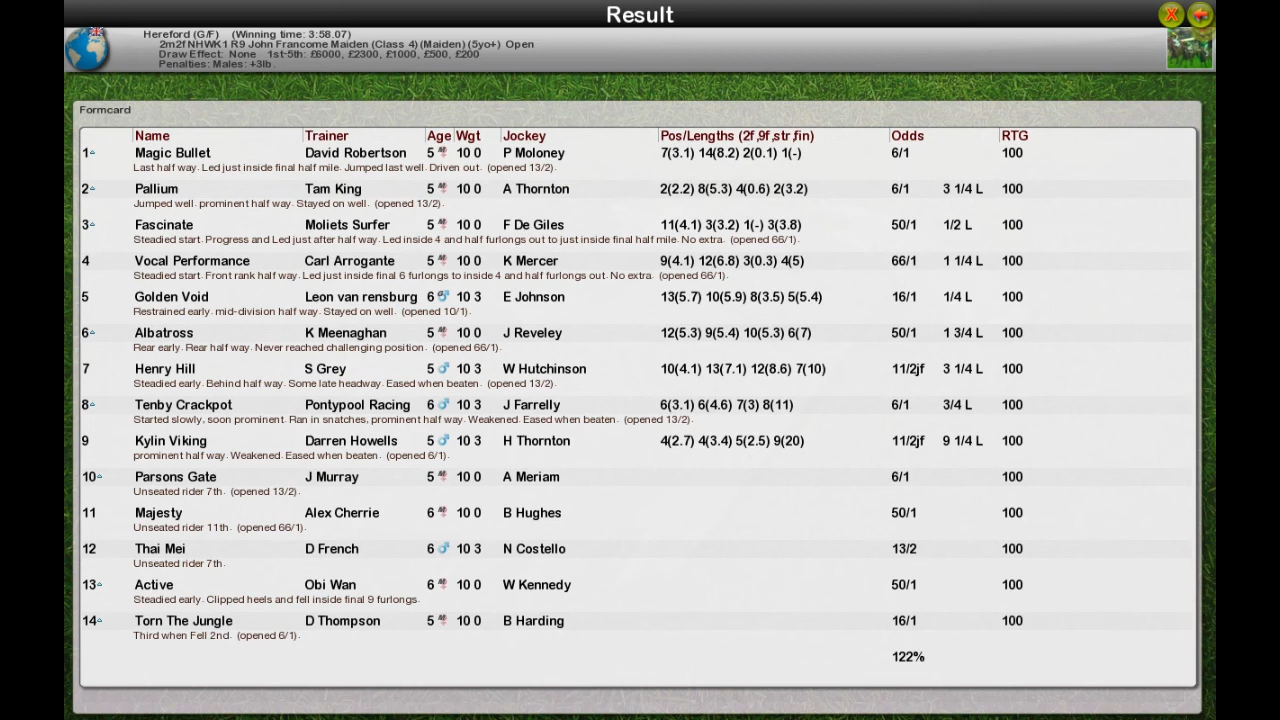 Result
Hereford (G/F) (Winning time: 3:58.07)
2m2f NHWK1 R9 John Francome Maiden (Class 4) (Maiden) (5yo+) Open
Draw Effect: None 1st-5th: £6000, £2300, £1000, £500, £200
Penalties: Males: +3lb.
Formcard
Name Trainer Age Wgt Jockey Pos/Lengths (2f,9f,str,fin) Odds RTG
1 Magic Bullet David Robertson 5 10 0 P Moloney 7(3.1) 14(8.2) 2(0.1) 1(-) 6/1 100
Last half way. Led just inside final half mile. Jumped last well. Driven out. (opened 13/2).
2 Pallium Tam King 5 10 0 A Thornton 2(2.2) 8(5.3) 4(0.6) 2(3.2) 6/1 3 1/4 L 100
Jumped well. prominent half way. Stayed on well. (opened 13/2).
3 Fascinate Moliets Surfer 5 10 0 F De Giles 11(4.1) 3(3.2) 1(-) 3(3.8) 50/1 1/2 L 100
Steadied start. Progress and Led just after half way. Led inside 4 and half furlongs out to just inside final half mile. No extra. (opened 66/1).
4 Vocal Performance Carl Arrogante 5 10 0 K Mercer 9(4.1) 12(6.8) 3(0.3) 4(5) 66/1 1 1/4 L 100
Steadied start. Front rank half way. Led just inside final 6 furlongs to inside 4 and half furlongs out. No extra. (opened 66/1).
5 Golden Void Leon van rensburg 6 10 3 E Johnson 13(5.7) 10(5.9) 8(3.5) 5(5.4) 16/1 1/4 L 100
Restrained early. mid-division half way. Stayed on well. (opened 10/1).
6 Albatross K Meenaghan 5 10 0 J Reveley 12(5.3) 9(5.4) 10(5.3) 6(7) 50/1 1 3/4 L 100
Rear early. Rear half way. Never reached challenging position. (opened 66/1).
7 Henry Hill S Grey 5 10 3 W Hutchinson 10(4.1) 13(7.1) 12(8.6) 7(10) 11/2jf 3 1/4 L 100
Steadied early. Behind half way. Some late headway. Eased when beaten. (opened 13/2).
8 Tenby Crackpot Pontypool Racing 6 10 3 J Farrelly 6(3.1) 6(4.6) 7(3) 8(11) 6/1 3/4 L 100
Started slowly, soon prominent. Ran in snatches, prominent half way. Weakened. Eased when beaten. (opened 13/2).
9 Kylin Viking Darren Howells 5 10 3 H Thornton 4(2.7) 4(3.4) 5(2.5) 9(20) 11/2jf 9 1/4 L 100
prominent half way. Weakened. Eased when beaten. (opened 6/1).
10 Parsons Gate J Murray 5 10 0 A Meriam 6/1 100
Unseated rider 7th. (opened 13/2).
11 Majesty Alex Cherrie 6 10 0 B Hughes 50/1 100
Unseated rider 11th. (opened 66/1).
12 Thai Mei D French 6 10 3 N Costello 13/2 100
Unseated rider 7th.
13 Active Obi Wan 6 10 0 W Kennedy 50/1 100
Steadied early. Clipped heels and fell inside final 9 furlongs.
14 Torn The Jungle D Thompson 5 10 0 B Harding 16/1 100
Third when Fell 2nd. (opened 6/1).
122%